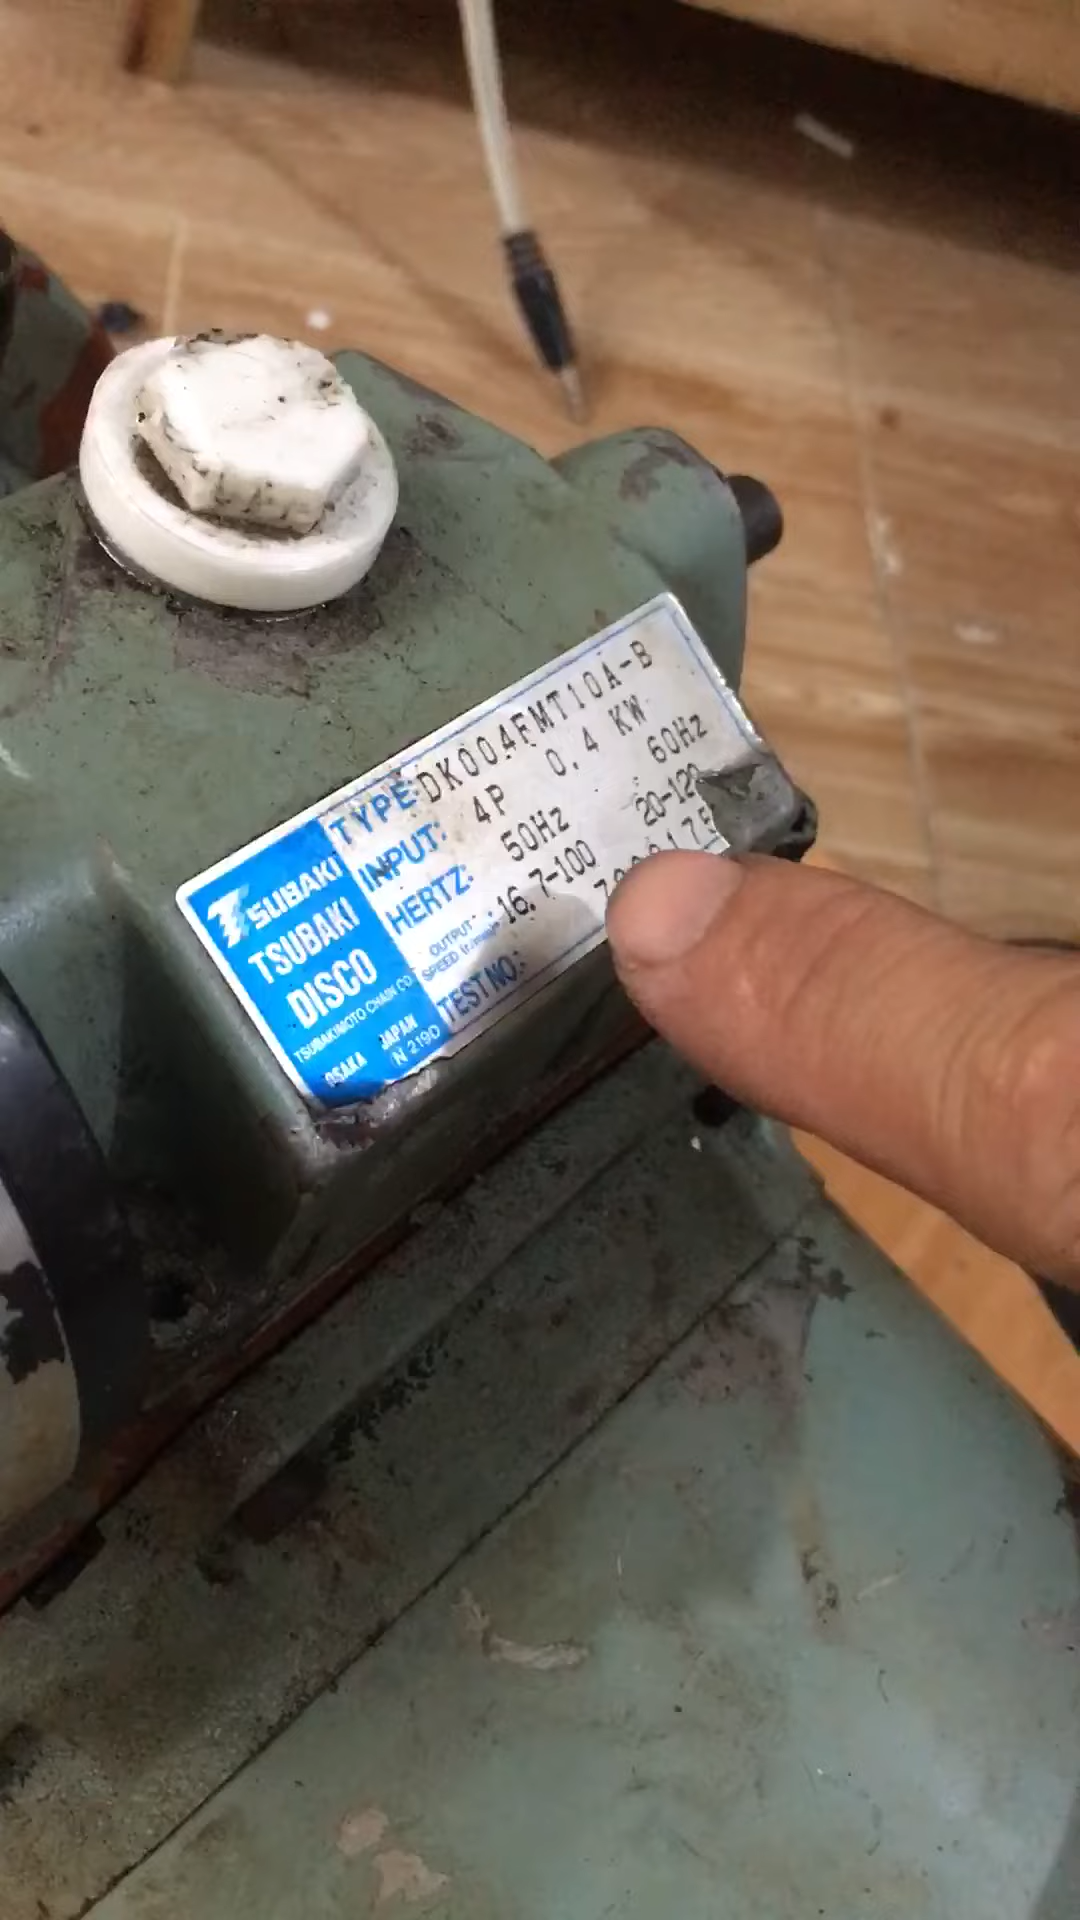 TSUBAKI
TSUBAKI
DISCO
TSUBAKIMOTO CHAIN CO.
OSAKA JAPAN
N 219D
TYPE: DK004FMT10A-B
INPUT: 4P 0.4 KW
HERTZ: 50Hz 60Hz
OUTPUT SPEED (r/min): 16.7-100 20-120
TEST NO.: